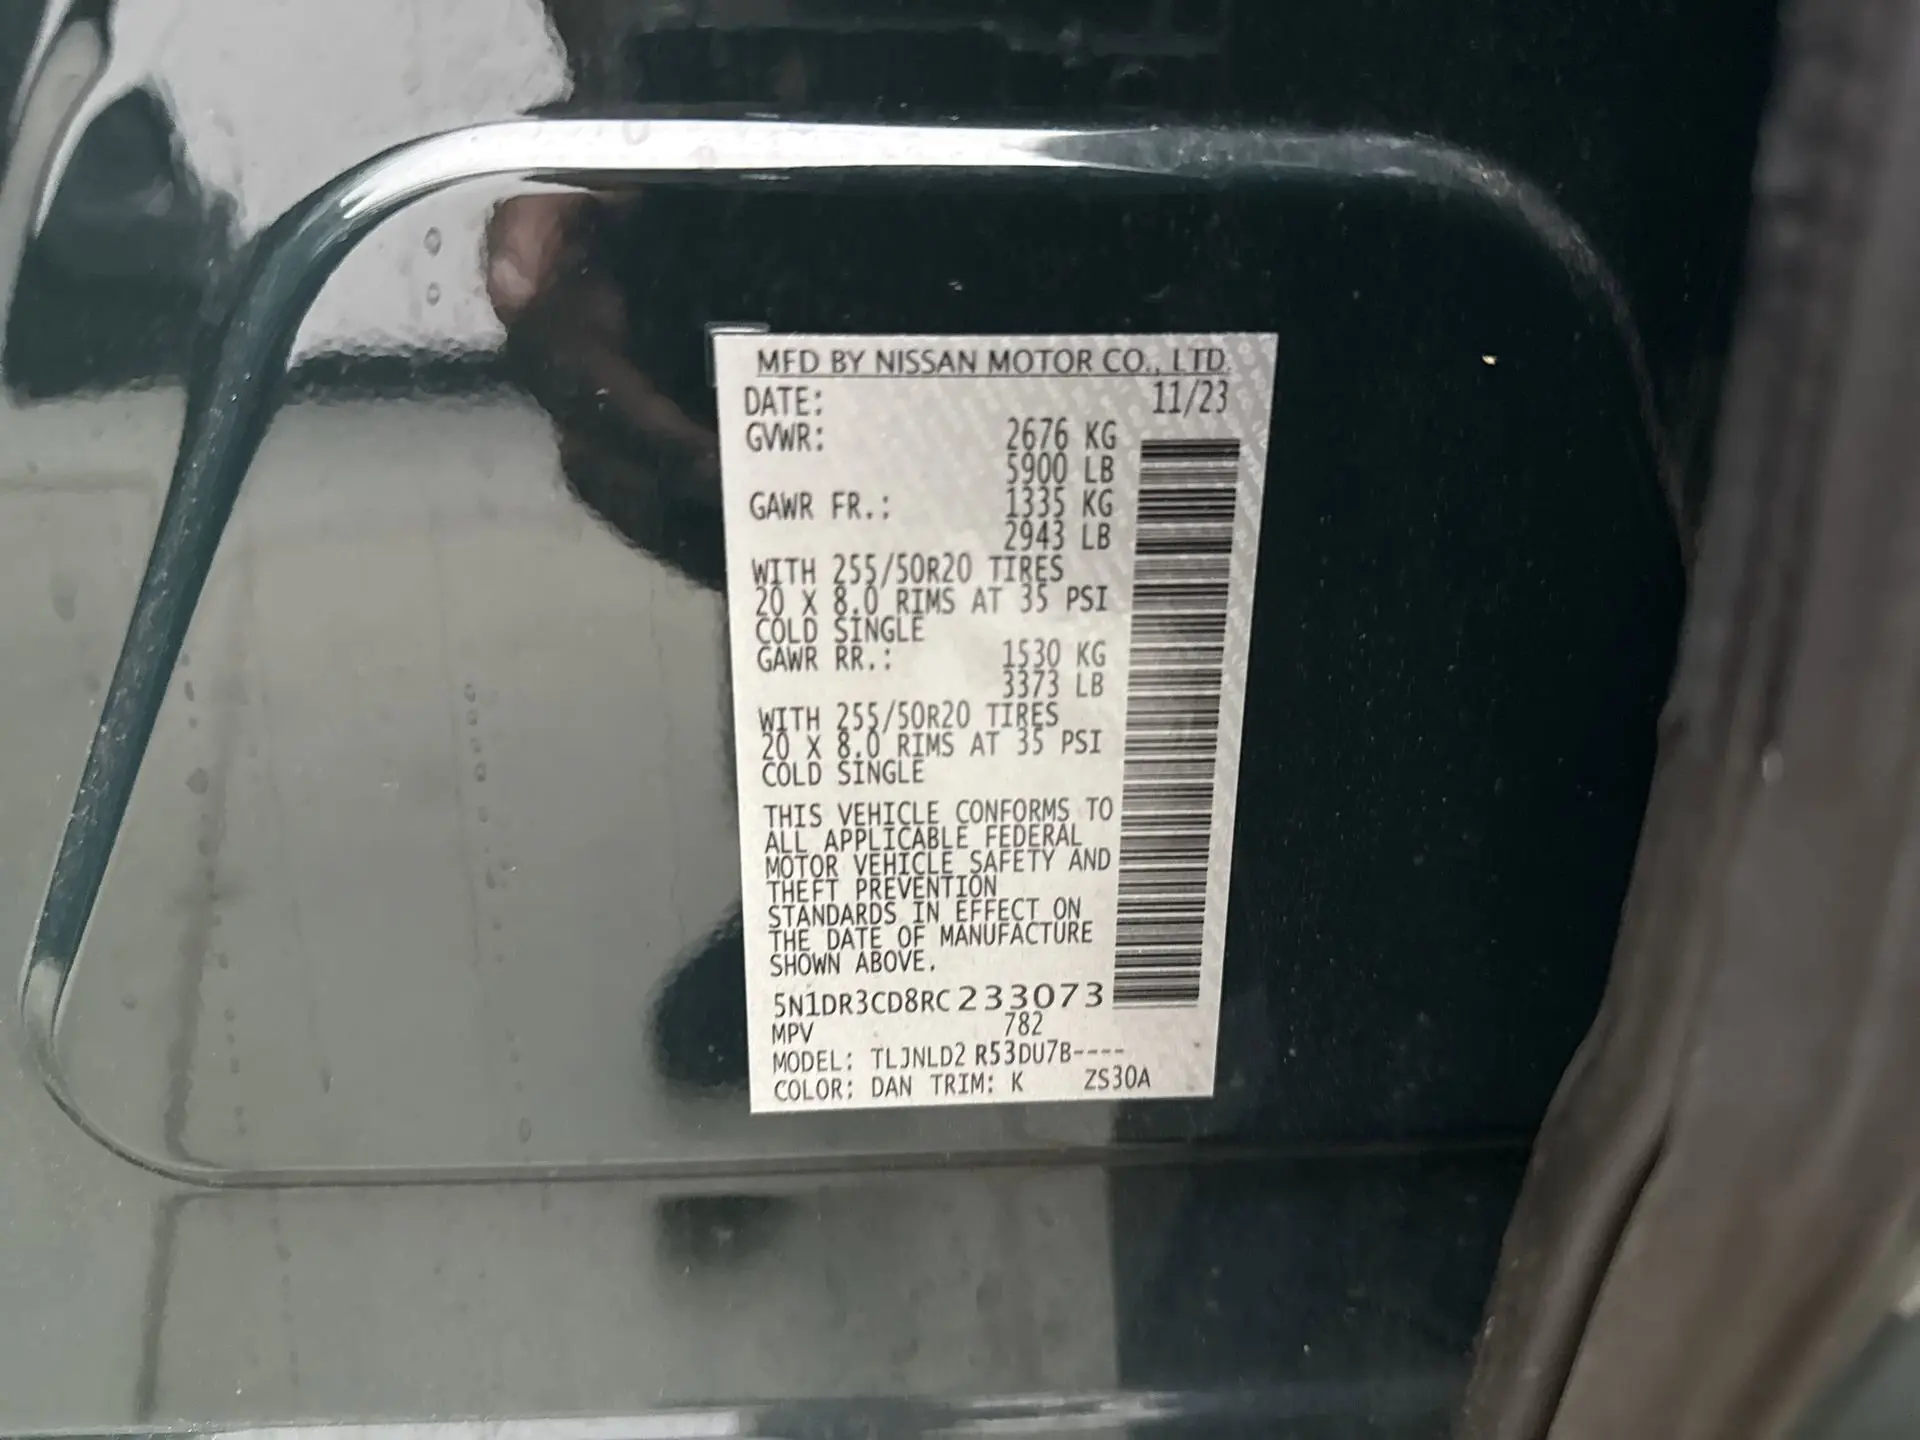 MFD BY NISSAN MOTOR CO., LTD.
DATE: 11/23
GVWR: 2676 KG
5900 LB
GAWR FR.: 1335 KG
2943 LB
WITH 255/50R20 TIRES
20 X 8.0 RIMS AT 35 PSI
COLD SINGLE
GAWR RR.: 1530 KG
3373 LB
WITH 255/50R20 TIRES
20 X 8.0 RIMS AT 35 PSI
COLD SINGLE
THIS VEHICLE CONFORMS TO
ALL APPLICABLE FEDERAL
MOTOR VEHICLE SAFETY AND
THEFT PREVENTION
STANDARDS IN EFFECT ON
THE DATE OF MANUFACTURE
SHOWN ABOVE.
5N1DR3CD8RC233073
MPV 782
MODEL: TLJNLD2 R53DU7B----
COLOR: DAN TRIM: K ZS30A